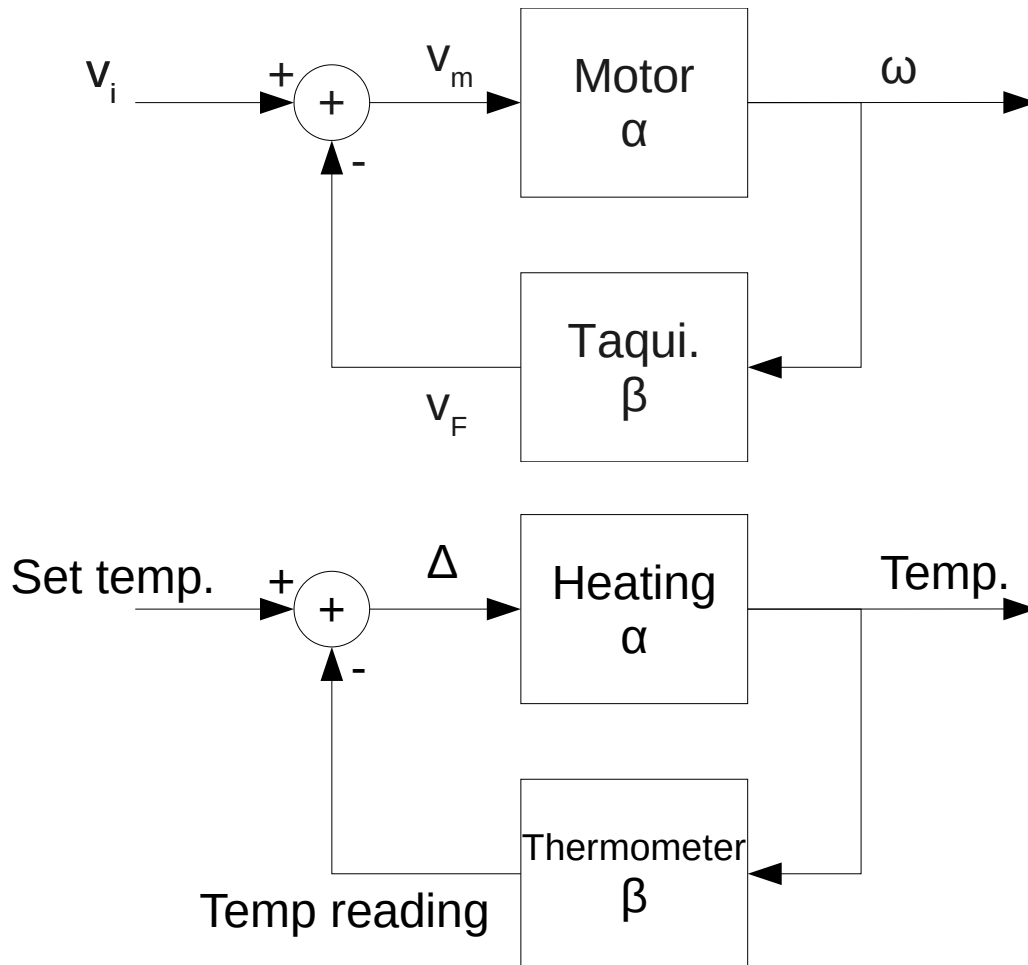 v_i
+
+
-
v_m
Motor
α
ω
Taqui.
β
v_F
Set temp.
+
+
-
Δ
Heating
α
Temp.
Thermometer
β
Temp reading